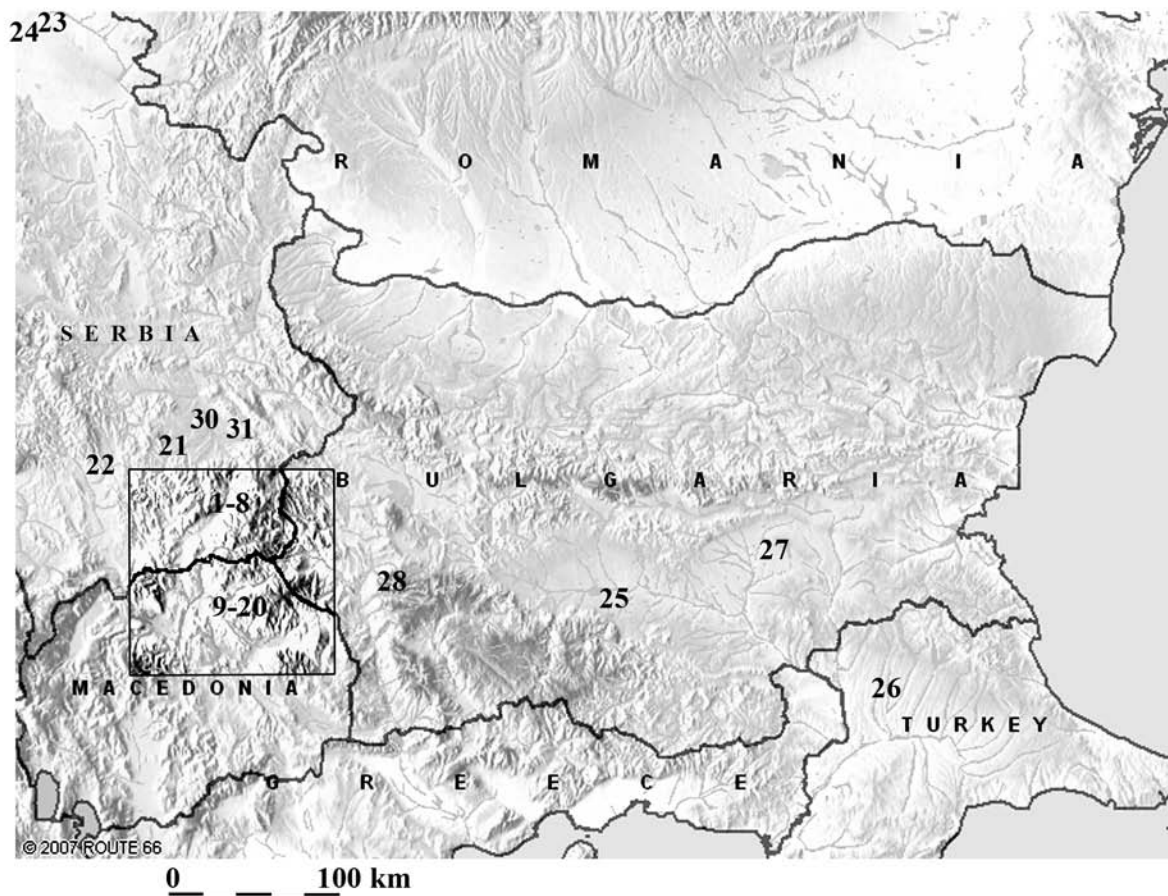 24 23
R O M A N I A
S E R B I A
30
31
21
22
B U L G A R I A
1-8
27
28
9-20
25
M A C E D O N I A
26
T U R K E Y
G R E E C E
© 2007 ROUTE 66
0 100 km